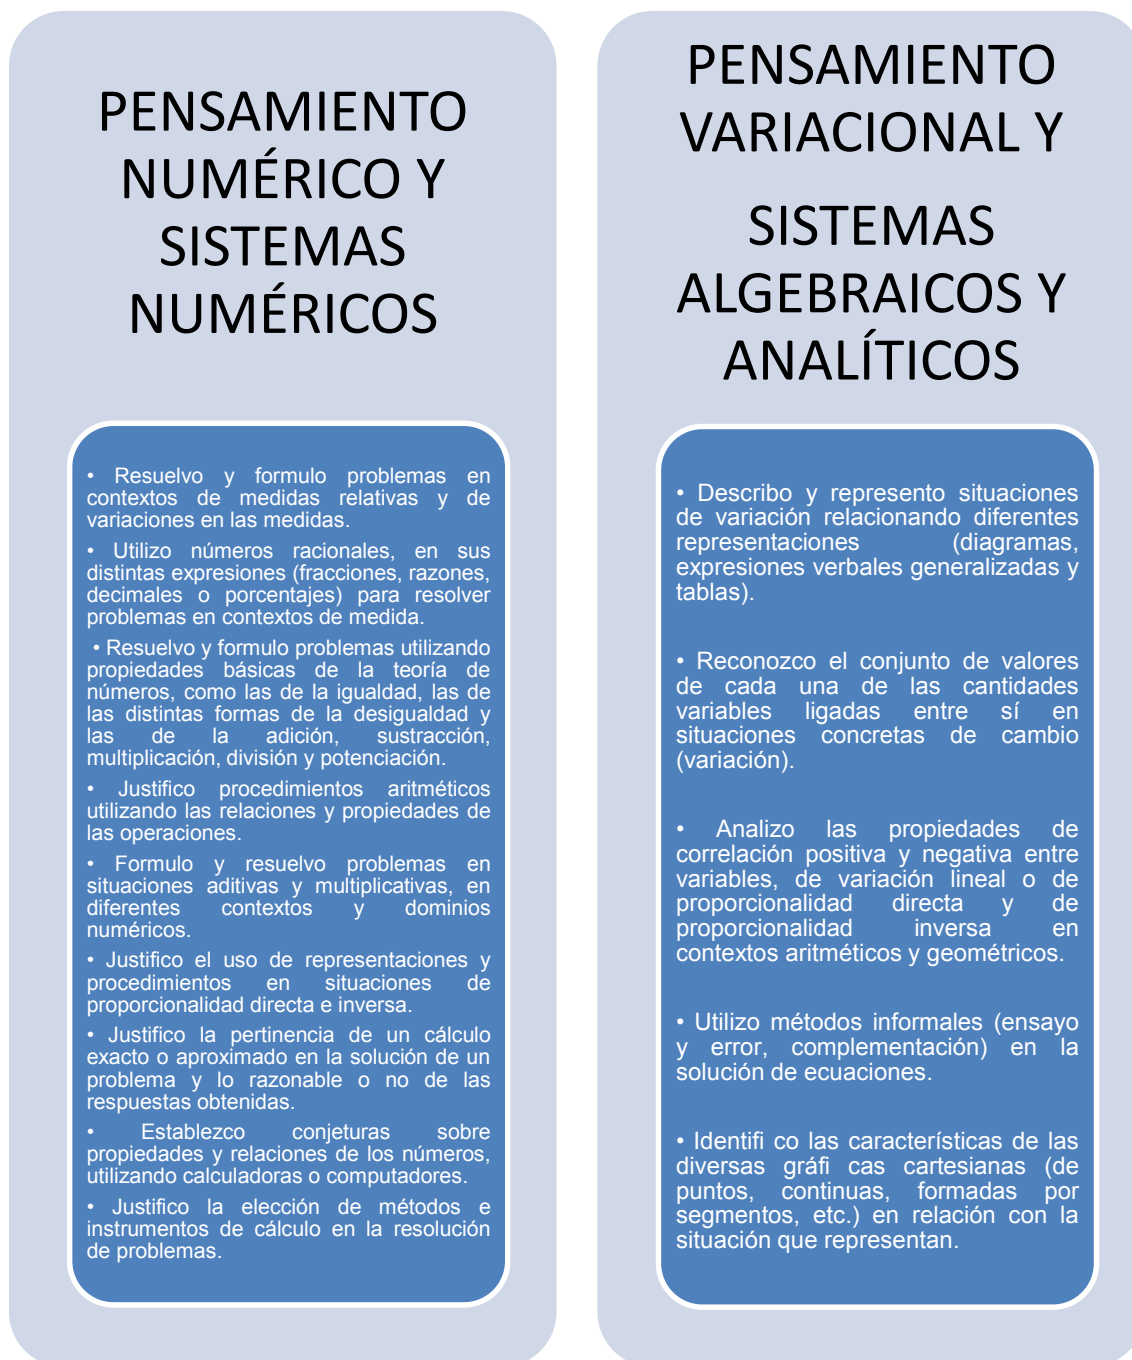 PENSAMIENTO
NUMÉRICO Y
SISTEMAS
NUMÉRICOS
• Resuelvo y formulo problemas en
contextos de medidas relativas y de
variaciones en las medidas.
• Utilizo números racionales, en sus
distintas expresiones (fracciones, razones,
decimales o porcentajes) para resolver
problemas en contextos de medida.
• Resuelvo y formulo problemas utilizando
propiedades básicas de la teoría de
números, como las de la igualdad, las de
las distintas formas de la desigualdad y
las de la adición, sustracción,
multiplicación, división y potenciación.
• Justifico procedimientos aritméticos
utilizando las relaciones y propiedades de
las operaciones.
• Formulo y resuelvo problemas en
situaciones aditivas y multiplicativas, en
diferentes contextos y dominios
numéricos.
• Justifico el uso de representaciones y
procedimientos en situaciones de
proporcionalidad directa e inversa.
• Justifico la pertinencia de un cálculo
exacto o aproximado en la solución de un
problema y lo razonable o no de las
respuestas obtenidas.
• Establezco conjeturas sobre
propiedades y relaciones de los números,
utilizando calculadoras o computadores.
• Justifico la elección de métodos e
instrumentos de cálculo en la resolución
de problemas.
PENSAMIENTO
VARIACIONAL Y
SISTEMAS
ALGEBRAICOS Y
ANALÍTICOS
• Describo y represento situaciones
de variación relacionando diferentes
representaciones (diagramas,
expresiones verbales generalizadas y
tablas).
• Reconozco el conjunto de valores
de cada una de las cantidades
variables ligadas entre sí en
situaciones concretas de cambio
(variación).
• Analizo las propiedades de
correlación positiva y negativa entre
variables, de variación lineal o de
proporcionalidad directa y de
proporcionalidad inversa en
contextos aritméticos y geométricos.
• Utilizo métodos informales (ensayo
y error, complementación) en la
solución de ecuaciones.
• Identifi co las características de las
diversas gráfi cas cartesianas (de
puntos, continuas, formadas por
segmentos, etc.) en relación con la
situación que representan.